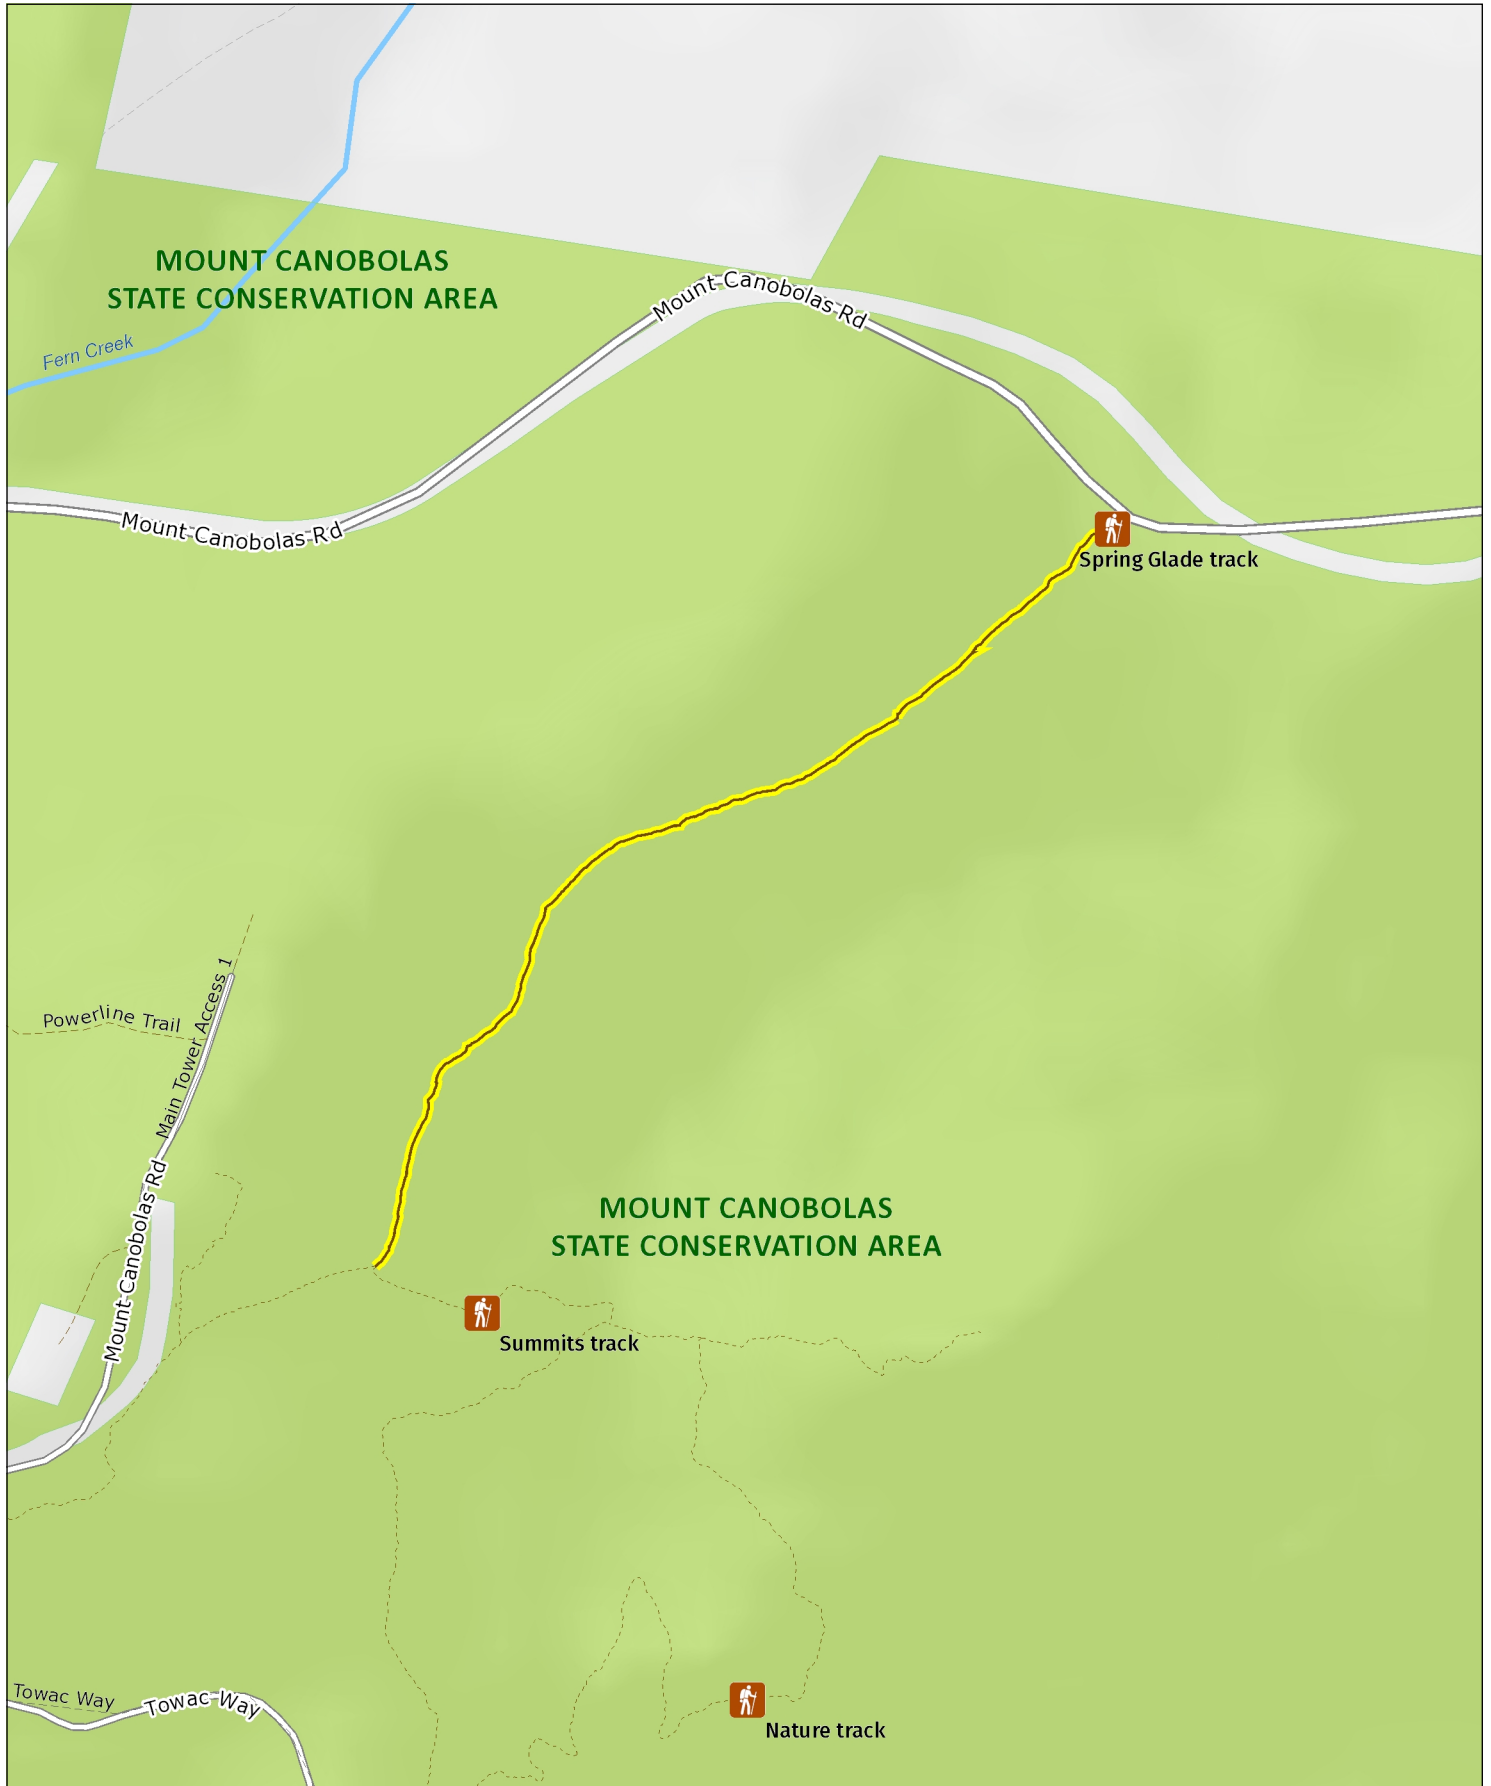 MOUNT CANOBOLAS
STATE CONSERVATION AREA
Mount Canobolas Rd
Fern Creek
Mount Canobolas Rd
Spring Glade track
Main Tower Access 1
Powerline Trail
Mount Canobolas Rd
MOUNT CANOBOLAS
STATE CONSERVATION AREA
Summits track
Towac Way
Towac Way
Nature track